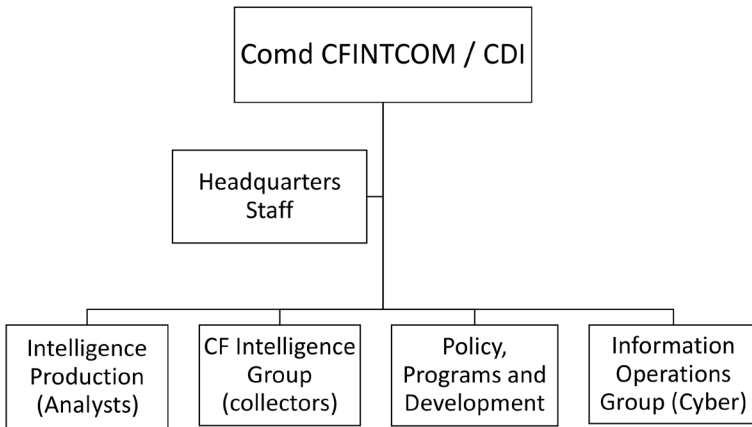 Comd CFINTCOM / CDI
Headquarters
Staff
Intelligence
Production
(Analysts)
CF Intelligence
Group
(collectors)
Policy,
Programs and
Development
Information
Operations
Group (Cyber)